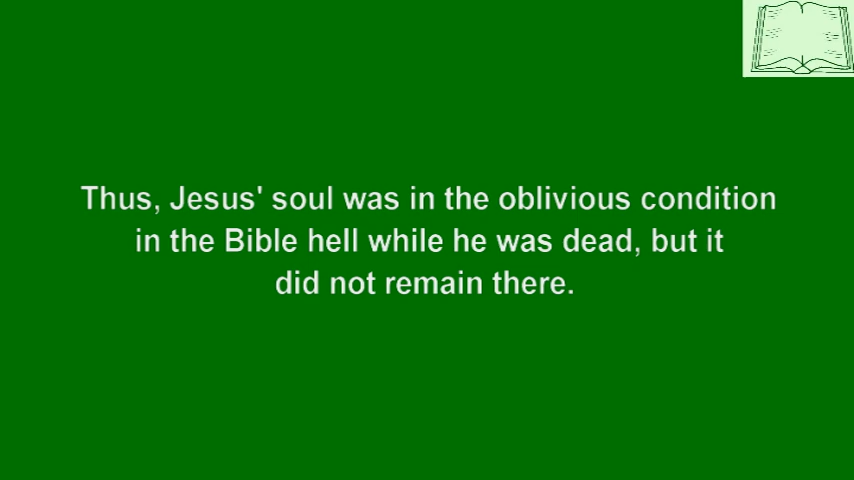 Thus, Jesus' soul was in the oblivious condition
in the Bible hell while he was dead, but it
did not remain there.